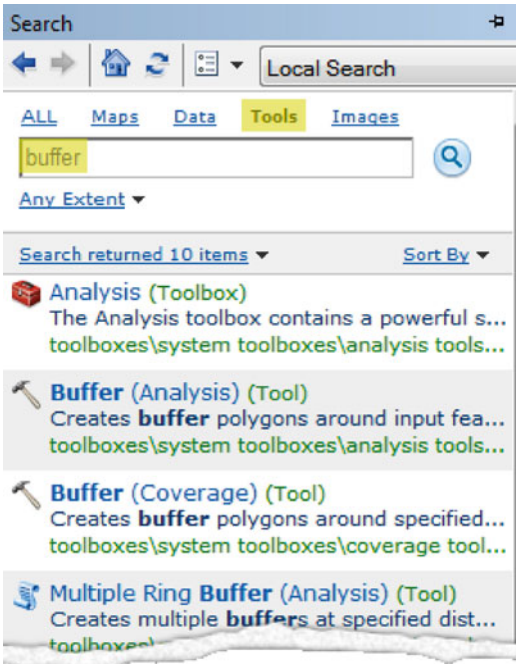 Search
Local Search
ALL Maps Data Tools Images
buffer
Any Extent
Search returned 10 items Sort By
Analysis (Toolbox)
The Analysis toolbox contains a powerful s...
toolboxes\system toolboxes\analysis tools...
Buffer (Analysis) (Tool)
Creates buffer polygons around input fea...
toolboxes\system toolboxes\analysis tools...
Buffer (Coverage) (Tool)
Creates buffer polygons around specified...
toolboxes\system toolboxes\coverage tool...
Multiple Ring Buffer (Analysis) (Tool)
Creates multiple buffers at specified dist...